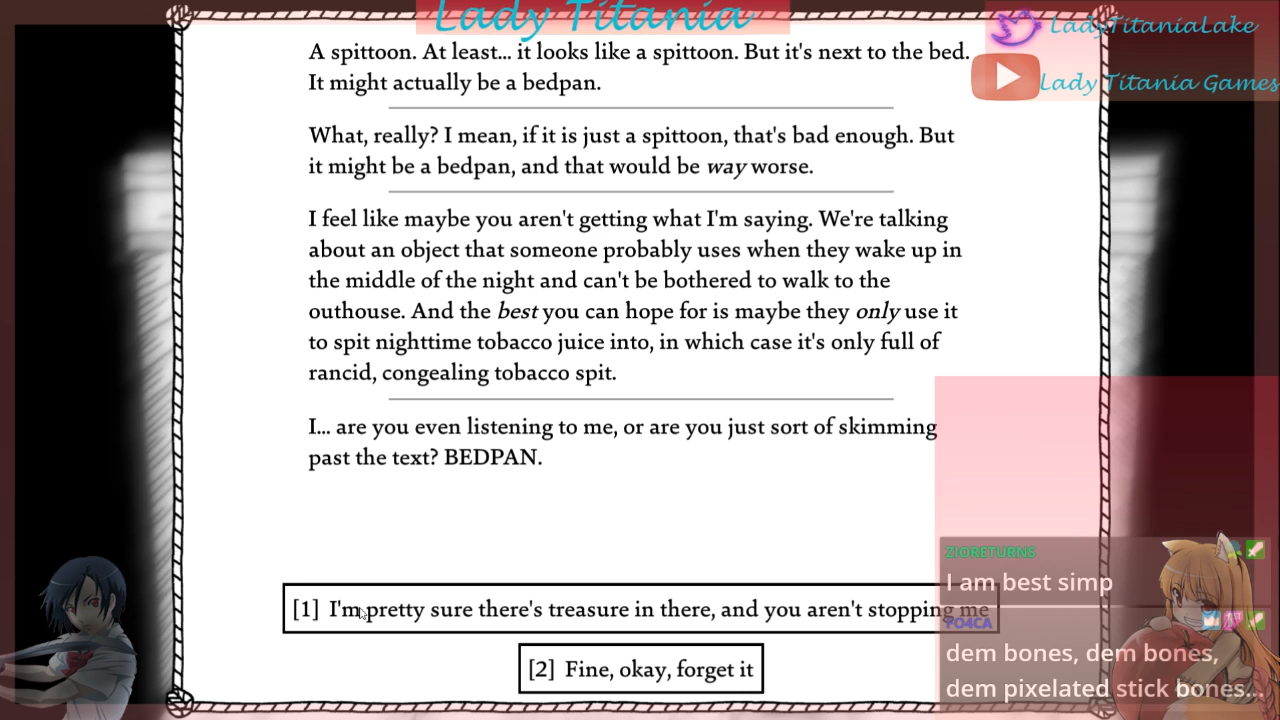 Lady Titania
LadyTitaniaLake
Lady Titania Games
A spittoon. At least... it looks like a spittoon. But it's next to the bed.
It might actually be a bedpan.
What, really? I mean, if it is just a spittoon, that's bad enough. But
it might be a bedpan, and that would be way worse.
I feel like maybe you aren't getting what I'm saying. We're talking
about an object that someone probably uses when they wake up in
the middle of the night and can't be bothered to walk to the
outhouse. And the best you can hope for is maybe they only use it
to spit nighttime tobacco juice into, in which case it's only full of
rancid, congealing tobacco spit.
I... are you even listening to me, or are you just sort of skimming
past the text? BEDPAN.
[1] I'm pretty sure there's treasure in there, and you aren't stopping me
[2] Fine, okay, forget it
ZIORETURNS
I am best simp
FO4CA
dem bones, dem bones,
dem pixelated stick bones...